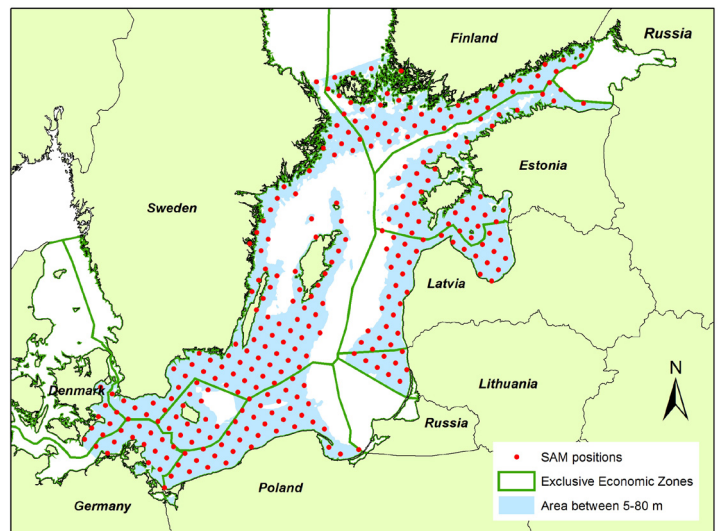 Russia
Finland
Estonia
Sweden
Latvia
Denmark
Lithuania
N
Russia
Poland
Germany
SAM positions
Exclusive Economic Zones
Area between 5-80 m